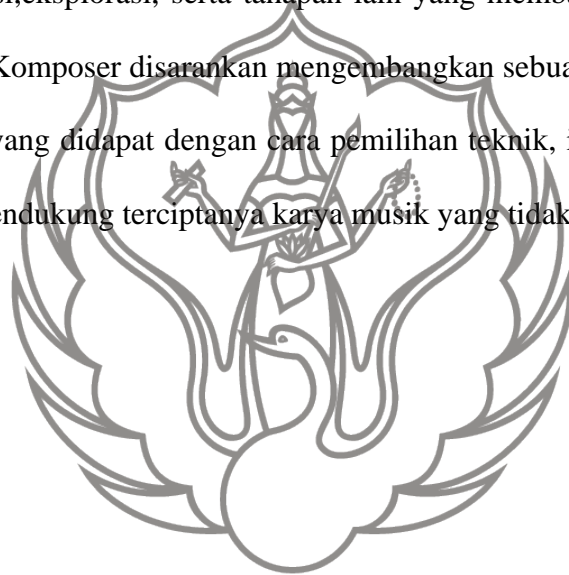 si,eksplorasi, serta tahapan lain yang memb
Komposer disarankan mengembangkan sebua
yang didapat dengan cara pemilihan teknik, i
endukung terciptanya karya musik yang tidak